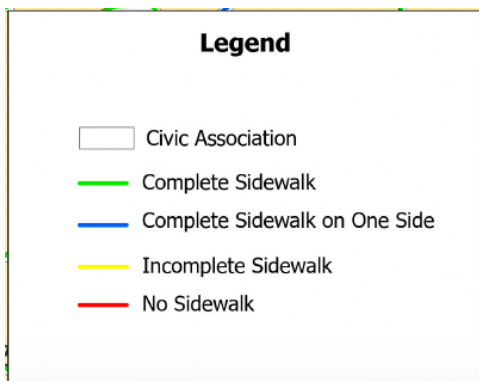 Legend
Civic Association
Complete Sidewalk
Complete Sidewalk on One Side
Incomplete Sidewalk
No Sidewalk